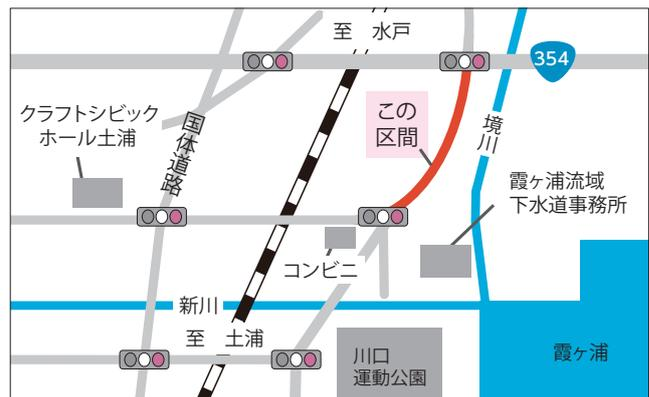 至 水戸
354
クラフトシビック
ホール土浦
国体道路
この
区間
境川
霞ヶ浦流域
下水道事務所
コンビニ
新川
至 土浦
川口
運動公園
霞ヶ浦